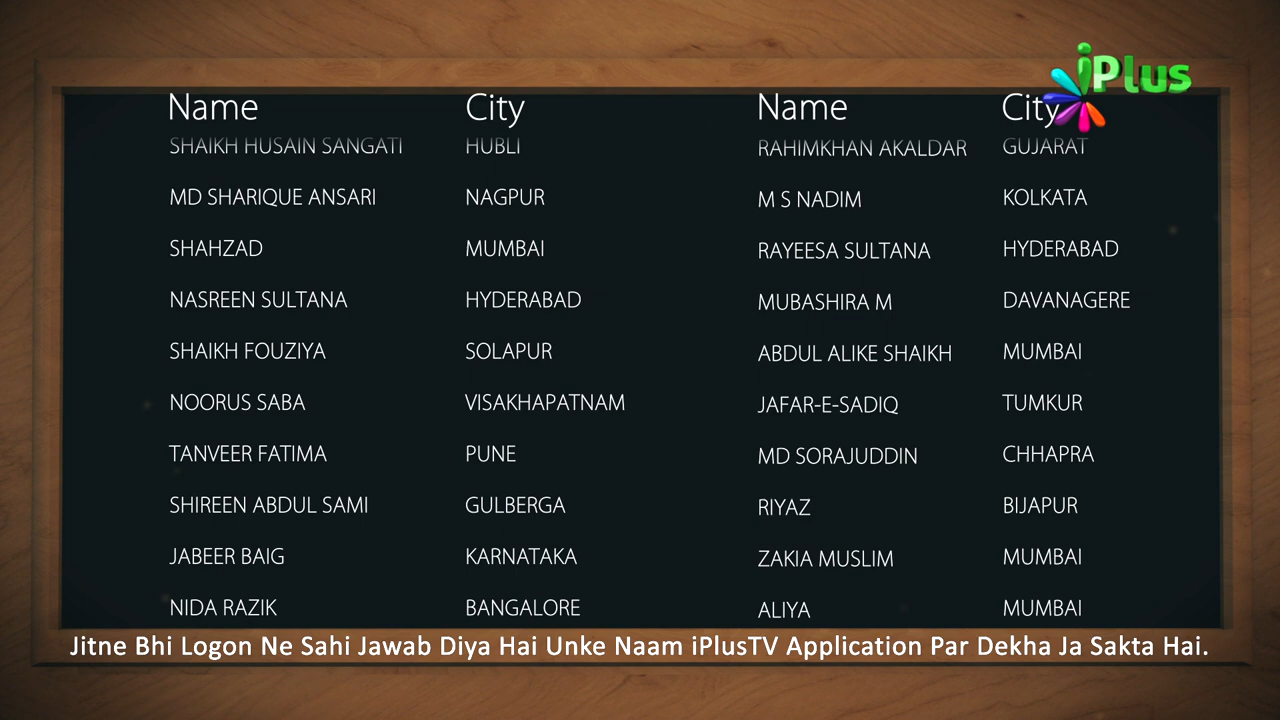 iPlus
Name City Name City
SHAIKH HUSAIN SANGATI HUBLI RAHIMKHAN AKALDAR GUJARAT
MD SHARIQUE ANSARI NAGPUR M S NADIM KOLKATA
SHAHZAD MUMBAI RAYEESA SULTANA HYDERABAD
NASREEN SULTANA HYDERABAD MUBASHIRA M DAVANAGERE
SHAIKH FOUZIYA SOLAPUR ABDUL ALIKE SHAIKH MUMBAI
NOORUS SABA VISAKHAPATNAM JAFAR-E-SADIQ TUMKUR
TANVEER FATIMA PUNE MD SORAJUDDIN CHHAPRA
SHIREEN ABDUL SAMI GULBERGA RIYAZ BIJAPUR
JABEER BAIG KARNATAKA ZAKIA MUSLIM MUMBAI
NIDA RAZIK BANGALORE ALIYA MUMBAI
Jitne Bhi Logon Ne Sahi Jawab Diya Hai Unke Naam iPlusTV Application Par Dekha Ja Sakta Hai.